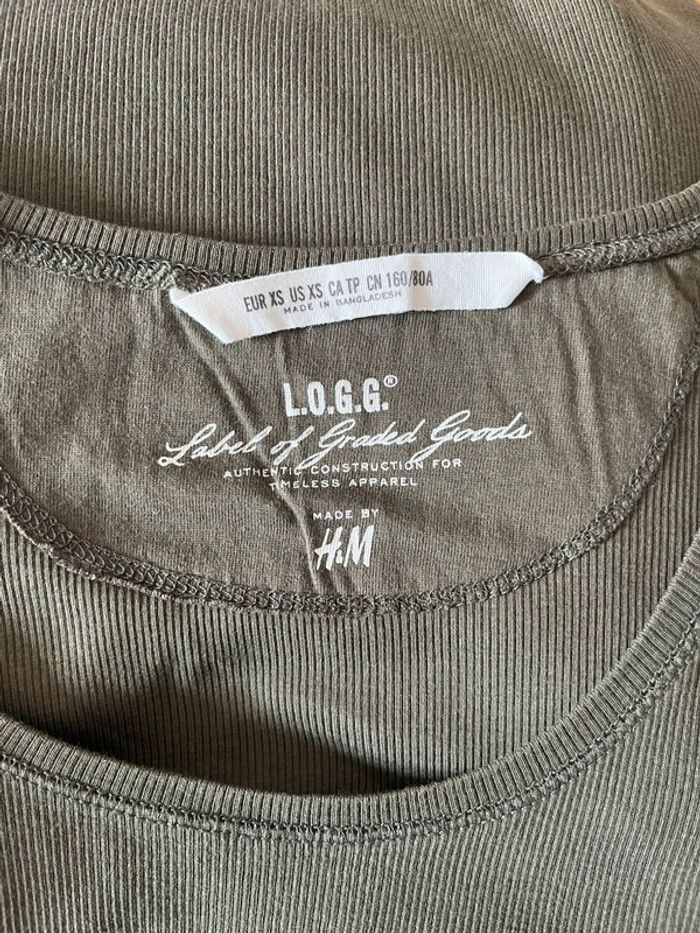 EUR XS US XS CA TP CN 160/80A
MADE IN BANGLADESH
L.O.G.G.®
Label of Graded Goods
AUTHENTIC CONSTRUCTION FOR
TIMELESS APPAREL
MADE BY
H&M